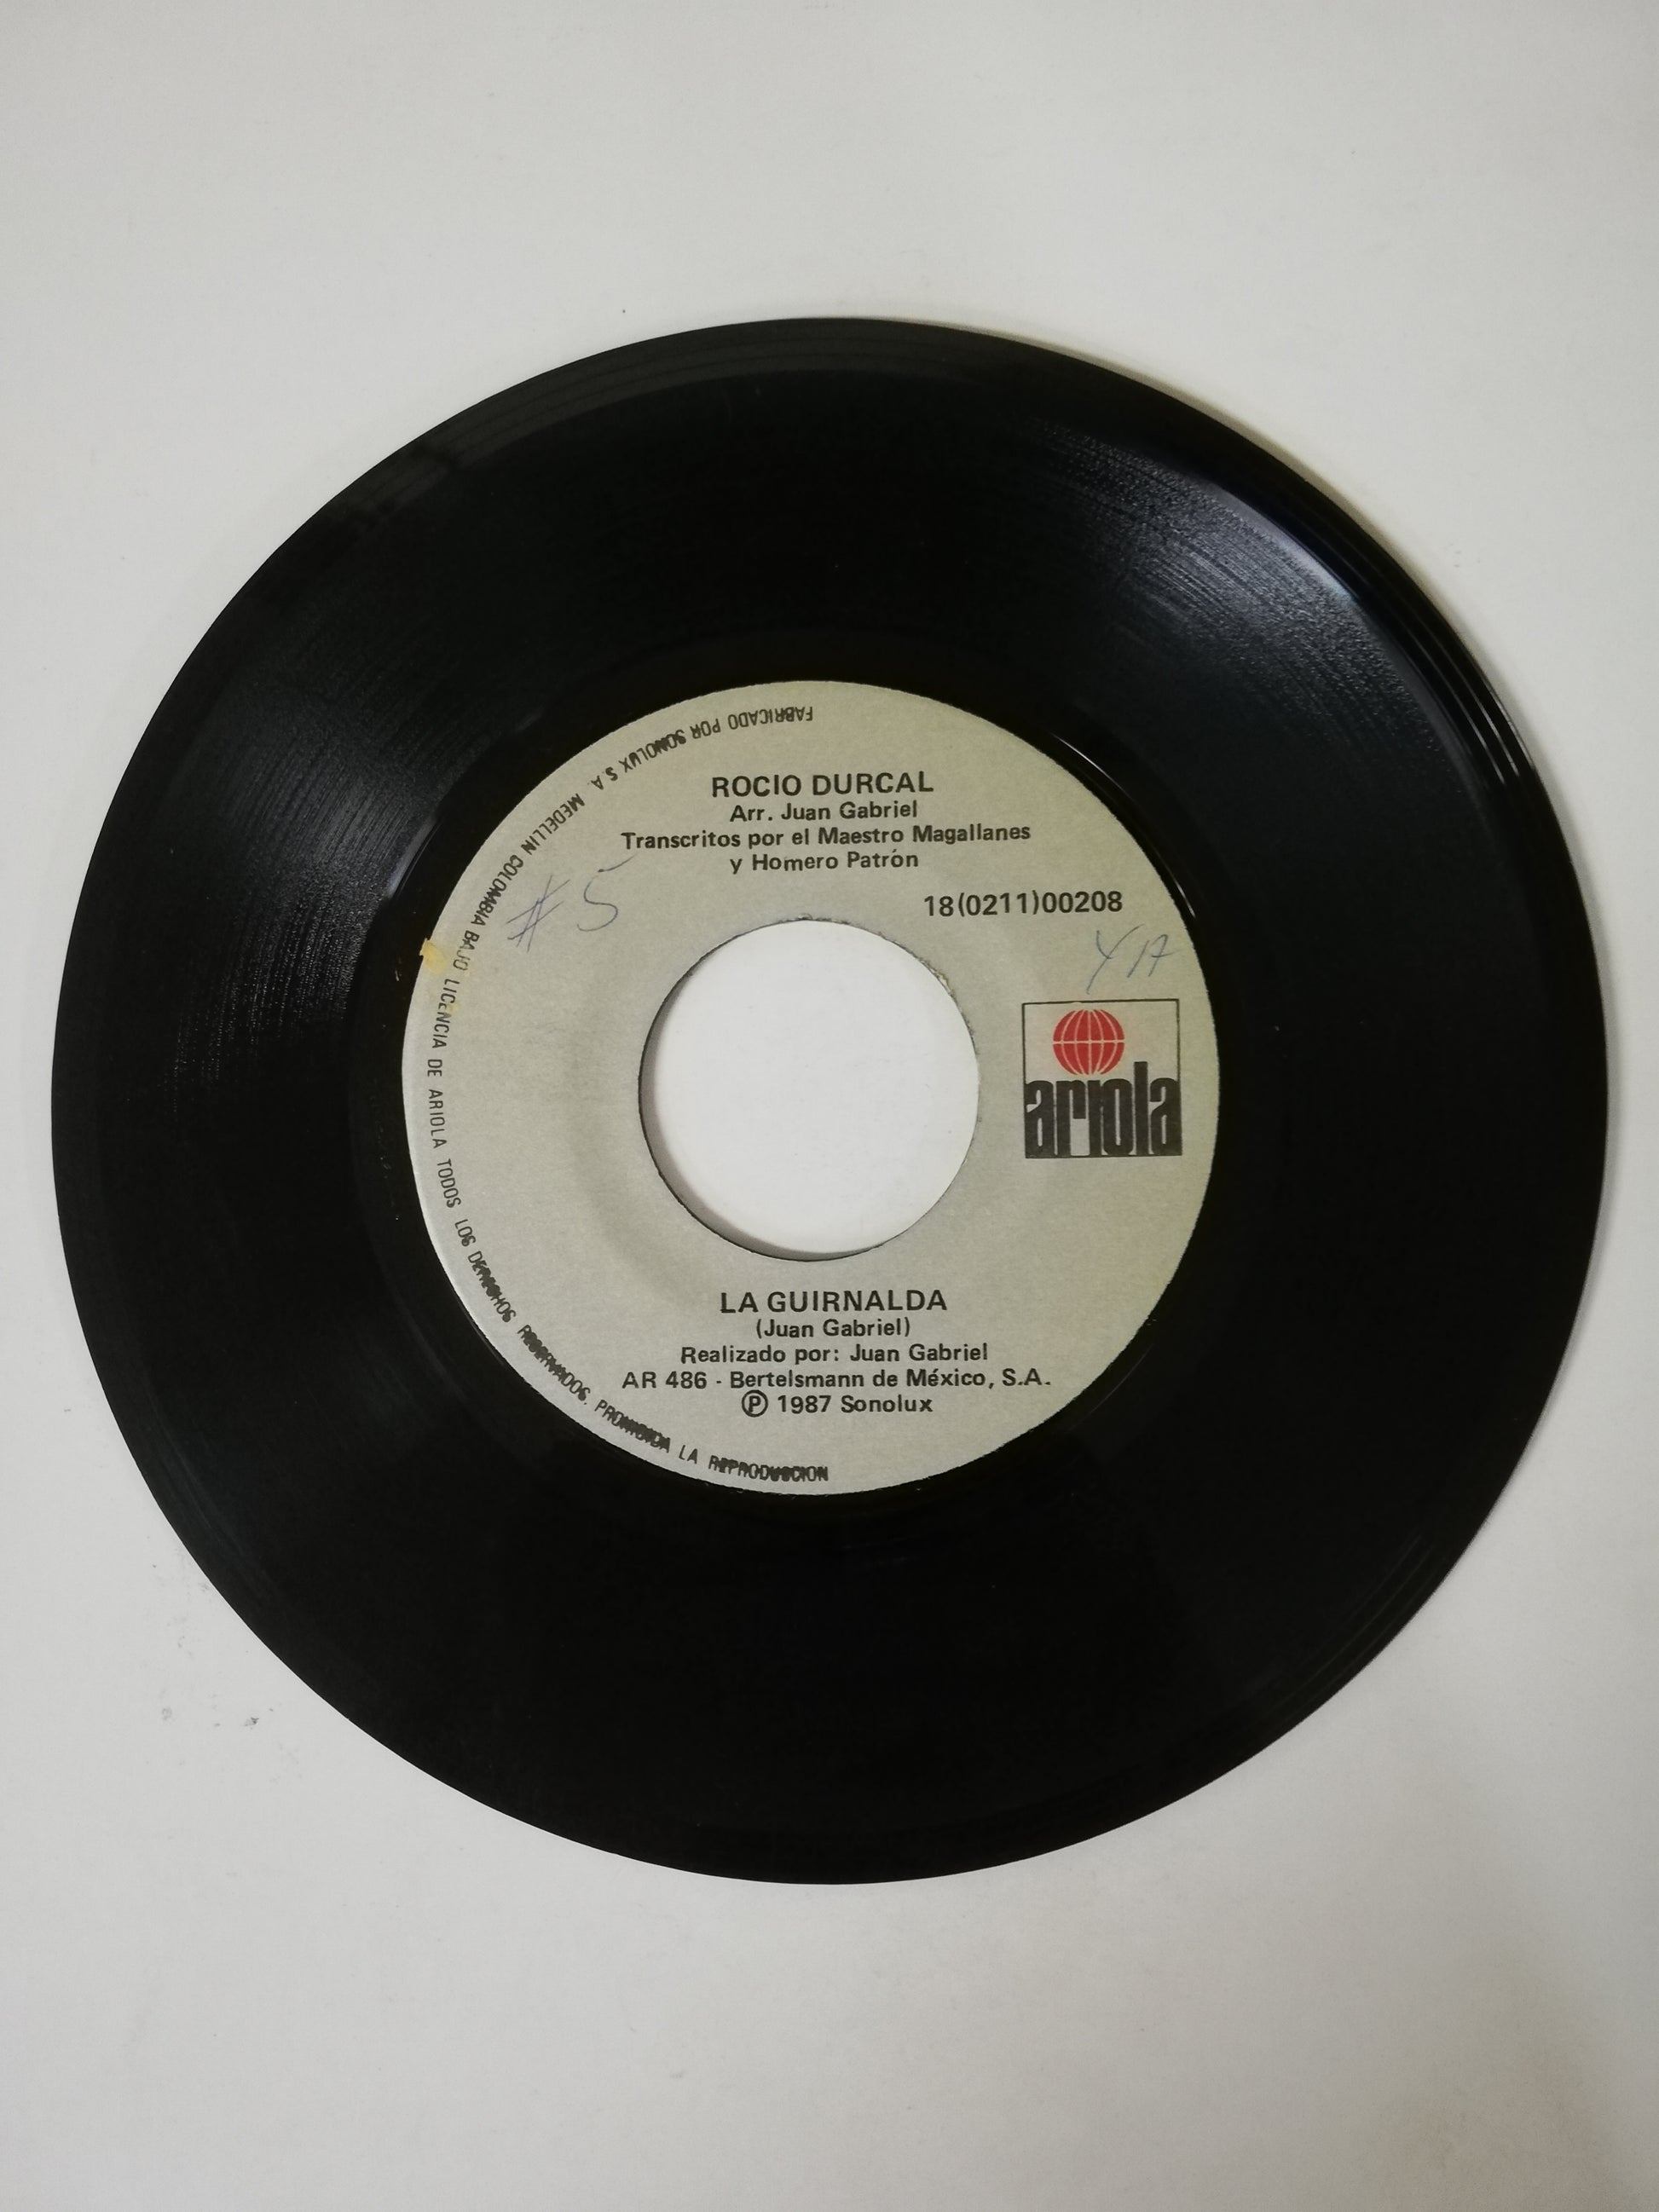 FABRICADO POR SONOLUX S.A. MEDELLIN COLOMBIA BAJO LICENCIA DE ARIOLA TODOS LOS DERECHOS RESERVADOS. PROHIBIDA LA REPRODUCCION
ROCIO DURCAL
Arr. Juan Gabriel
Transcritos por el Maestro Magallanes
y Homero Patrón
18(0211)00208
#5
ariola
LA GUIRNALDA
(Juan Gabriel)
Realizado por: Juan Gabriel
AR 486 - Bertelsmann de México, S.A.
℗ 1987 Sonolux